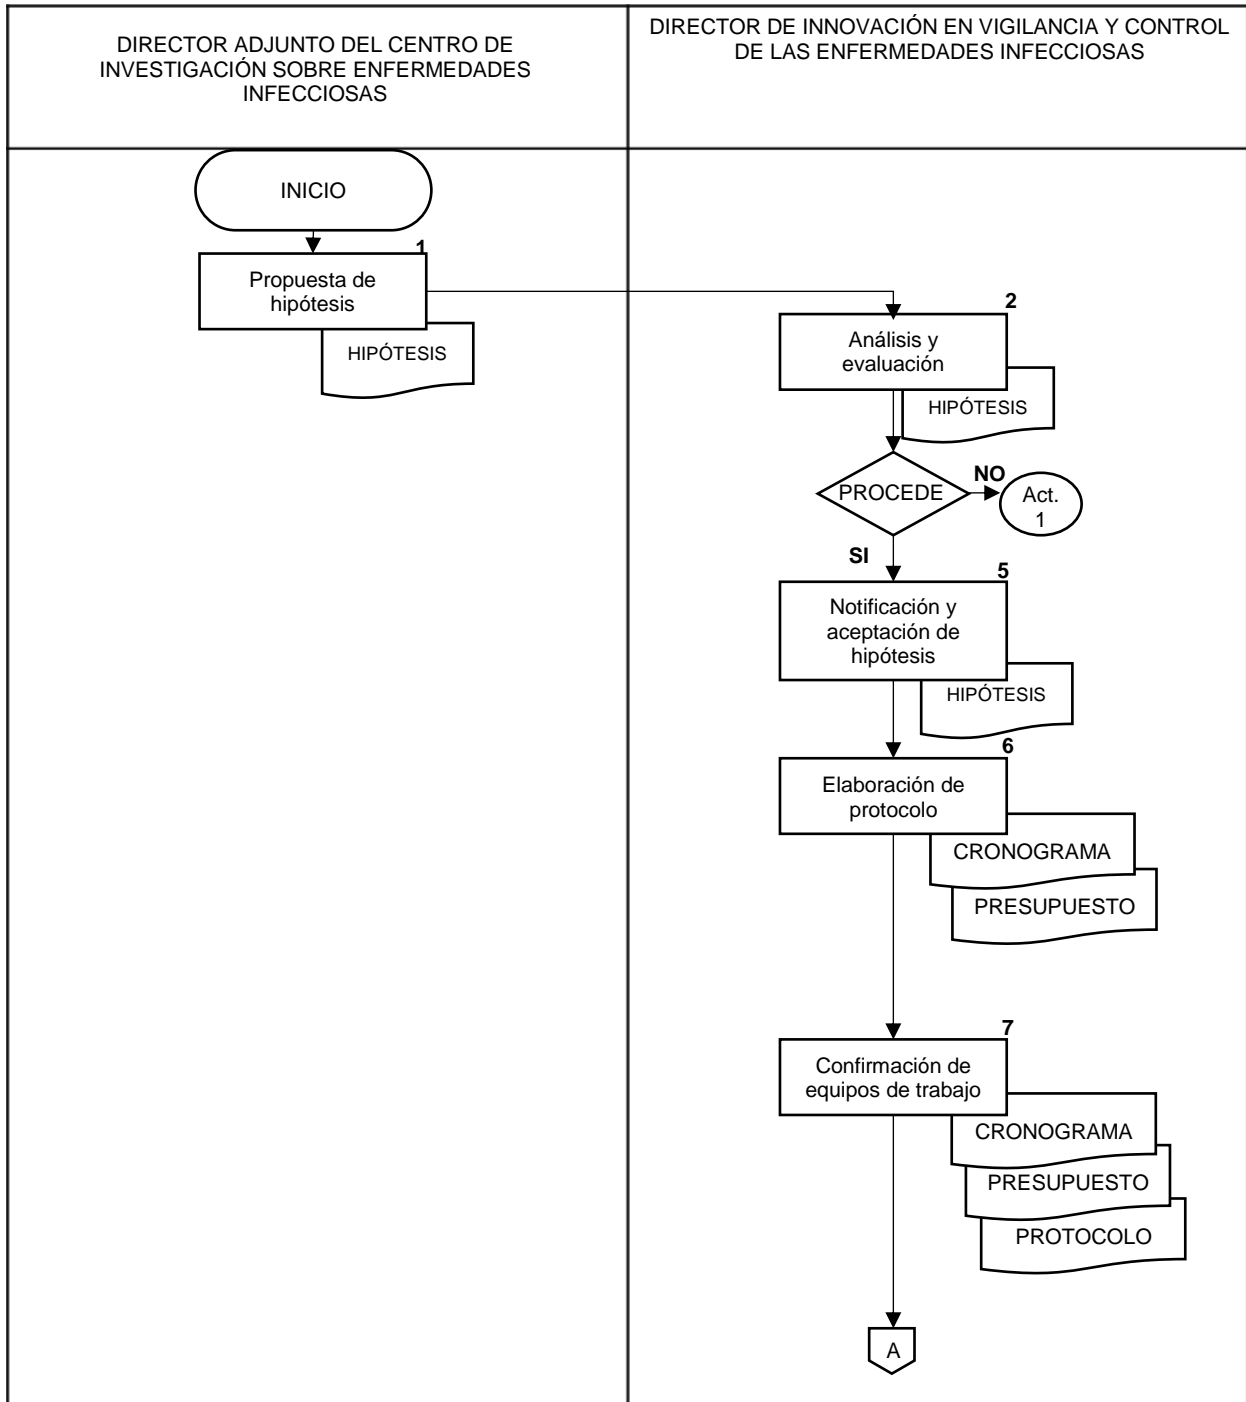 DIRECTOR ADJUNTO DEL CENTRO DE
INVESTIGACIÓN SOBRE ENFERMEDADES
INFECCIOSAS
DIRECTOR DE INNOVACIÓN EN VIGILANCIA Y CONTROL
DE LAS ENFERMEDADES INFECCIOSAS
INICIO
1
Propuesta de
hipótesis
HIPÓTESIS
2
Análisis y
evaluación
HIPÓTESIS
PROCEDE
NO
Act.
1
SI
5
Notificación y
aceptación de
hipótesis
HIPÓTESIS
6
Elaboración de
protocolo
CRONOGRAMA
PRESUPUESTO
7
Confirmación de
equipos de trabajo
CRONOGRAMA
PRESUPUESTO
PROTOCOLO
A